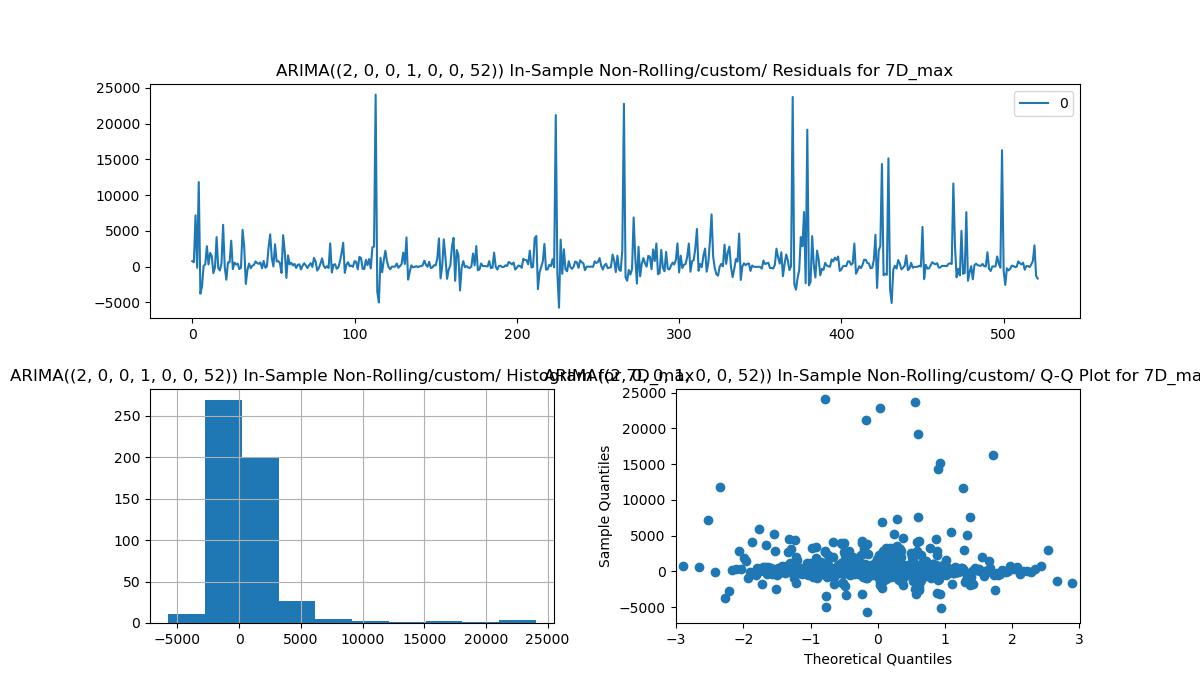 ARIMA((2, 0, 0, 1, 0, 0, 52)) In-Sample Non-Rolling/custom/ Residuals for 7D_max
0
25000
20000
15000
10000
5000
0
−5000
0 100 200 300 400 500
ARIMA((2, 0, 0, 1, 0, 0, 52)) In-Sample Non-Rolling/custom/ Histogram for 7D_max
250
200
150
100
50
0
−5000 0 5000 10000 15000 20000 25000
ARIMA((2, 0, 0, 1, 0, 0, 52)) In-Sample Non-Rolling/custom/ Q-Q Plot for 7D_ma
Sample Quantiles
25000
20000
15000
10000
5000
0
−5000
−3 −2 −1 0 1 2 3
Theoretical Quantiles